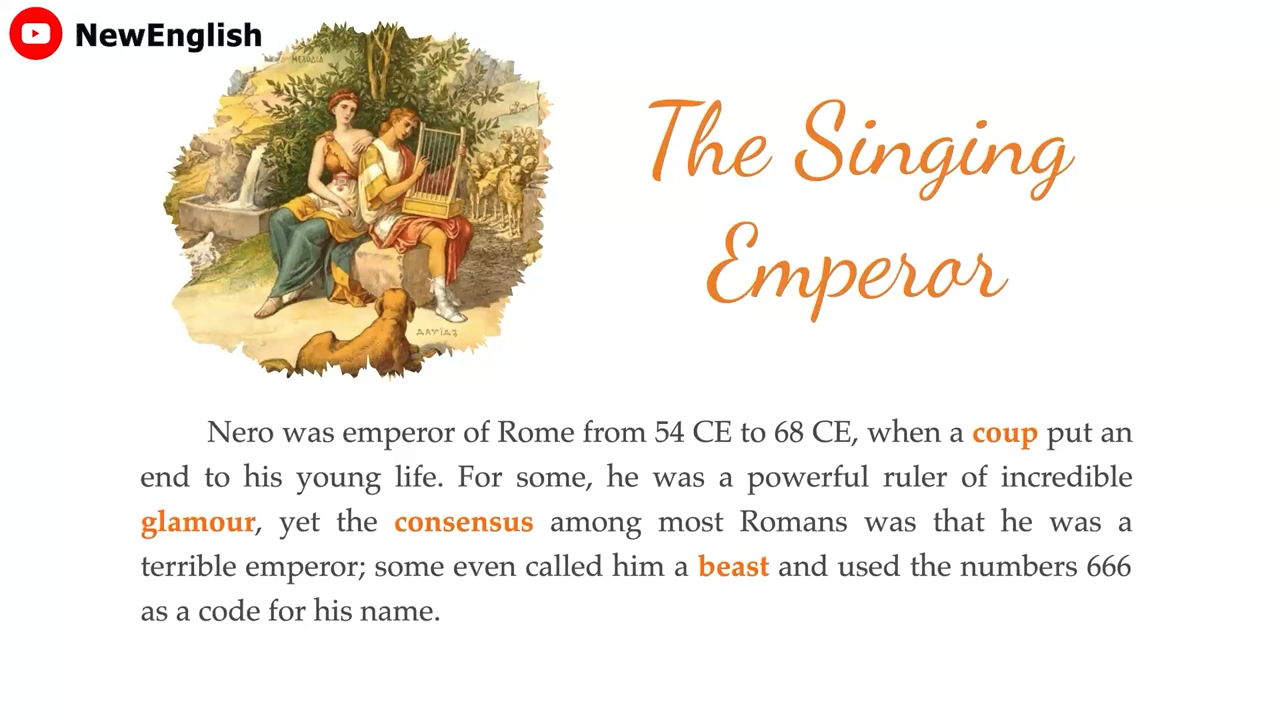 NewEnglish
ΜΕΛΩΔΙΑ
The Singing
Emperor
Nero was emperor of Rome from 54 CE to 68 CE, when a coup put an
end to his young life. For some, he was a powerful ruler of incredible
glamour, yet the consensus among most Romans was that he was a
terrible emperor; some even called him a beast and used the numbers 666
as a code for his name.